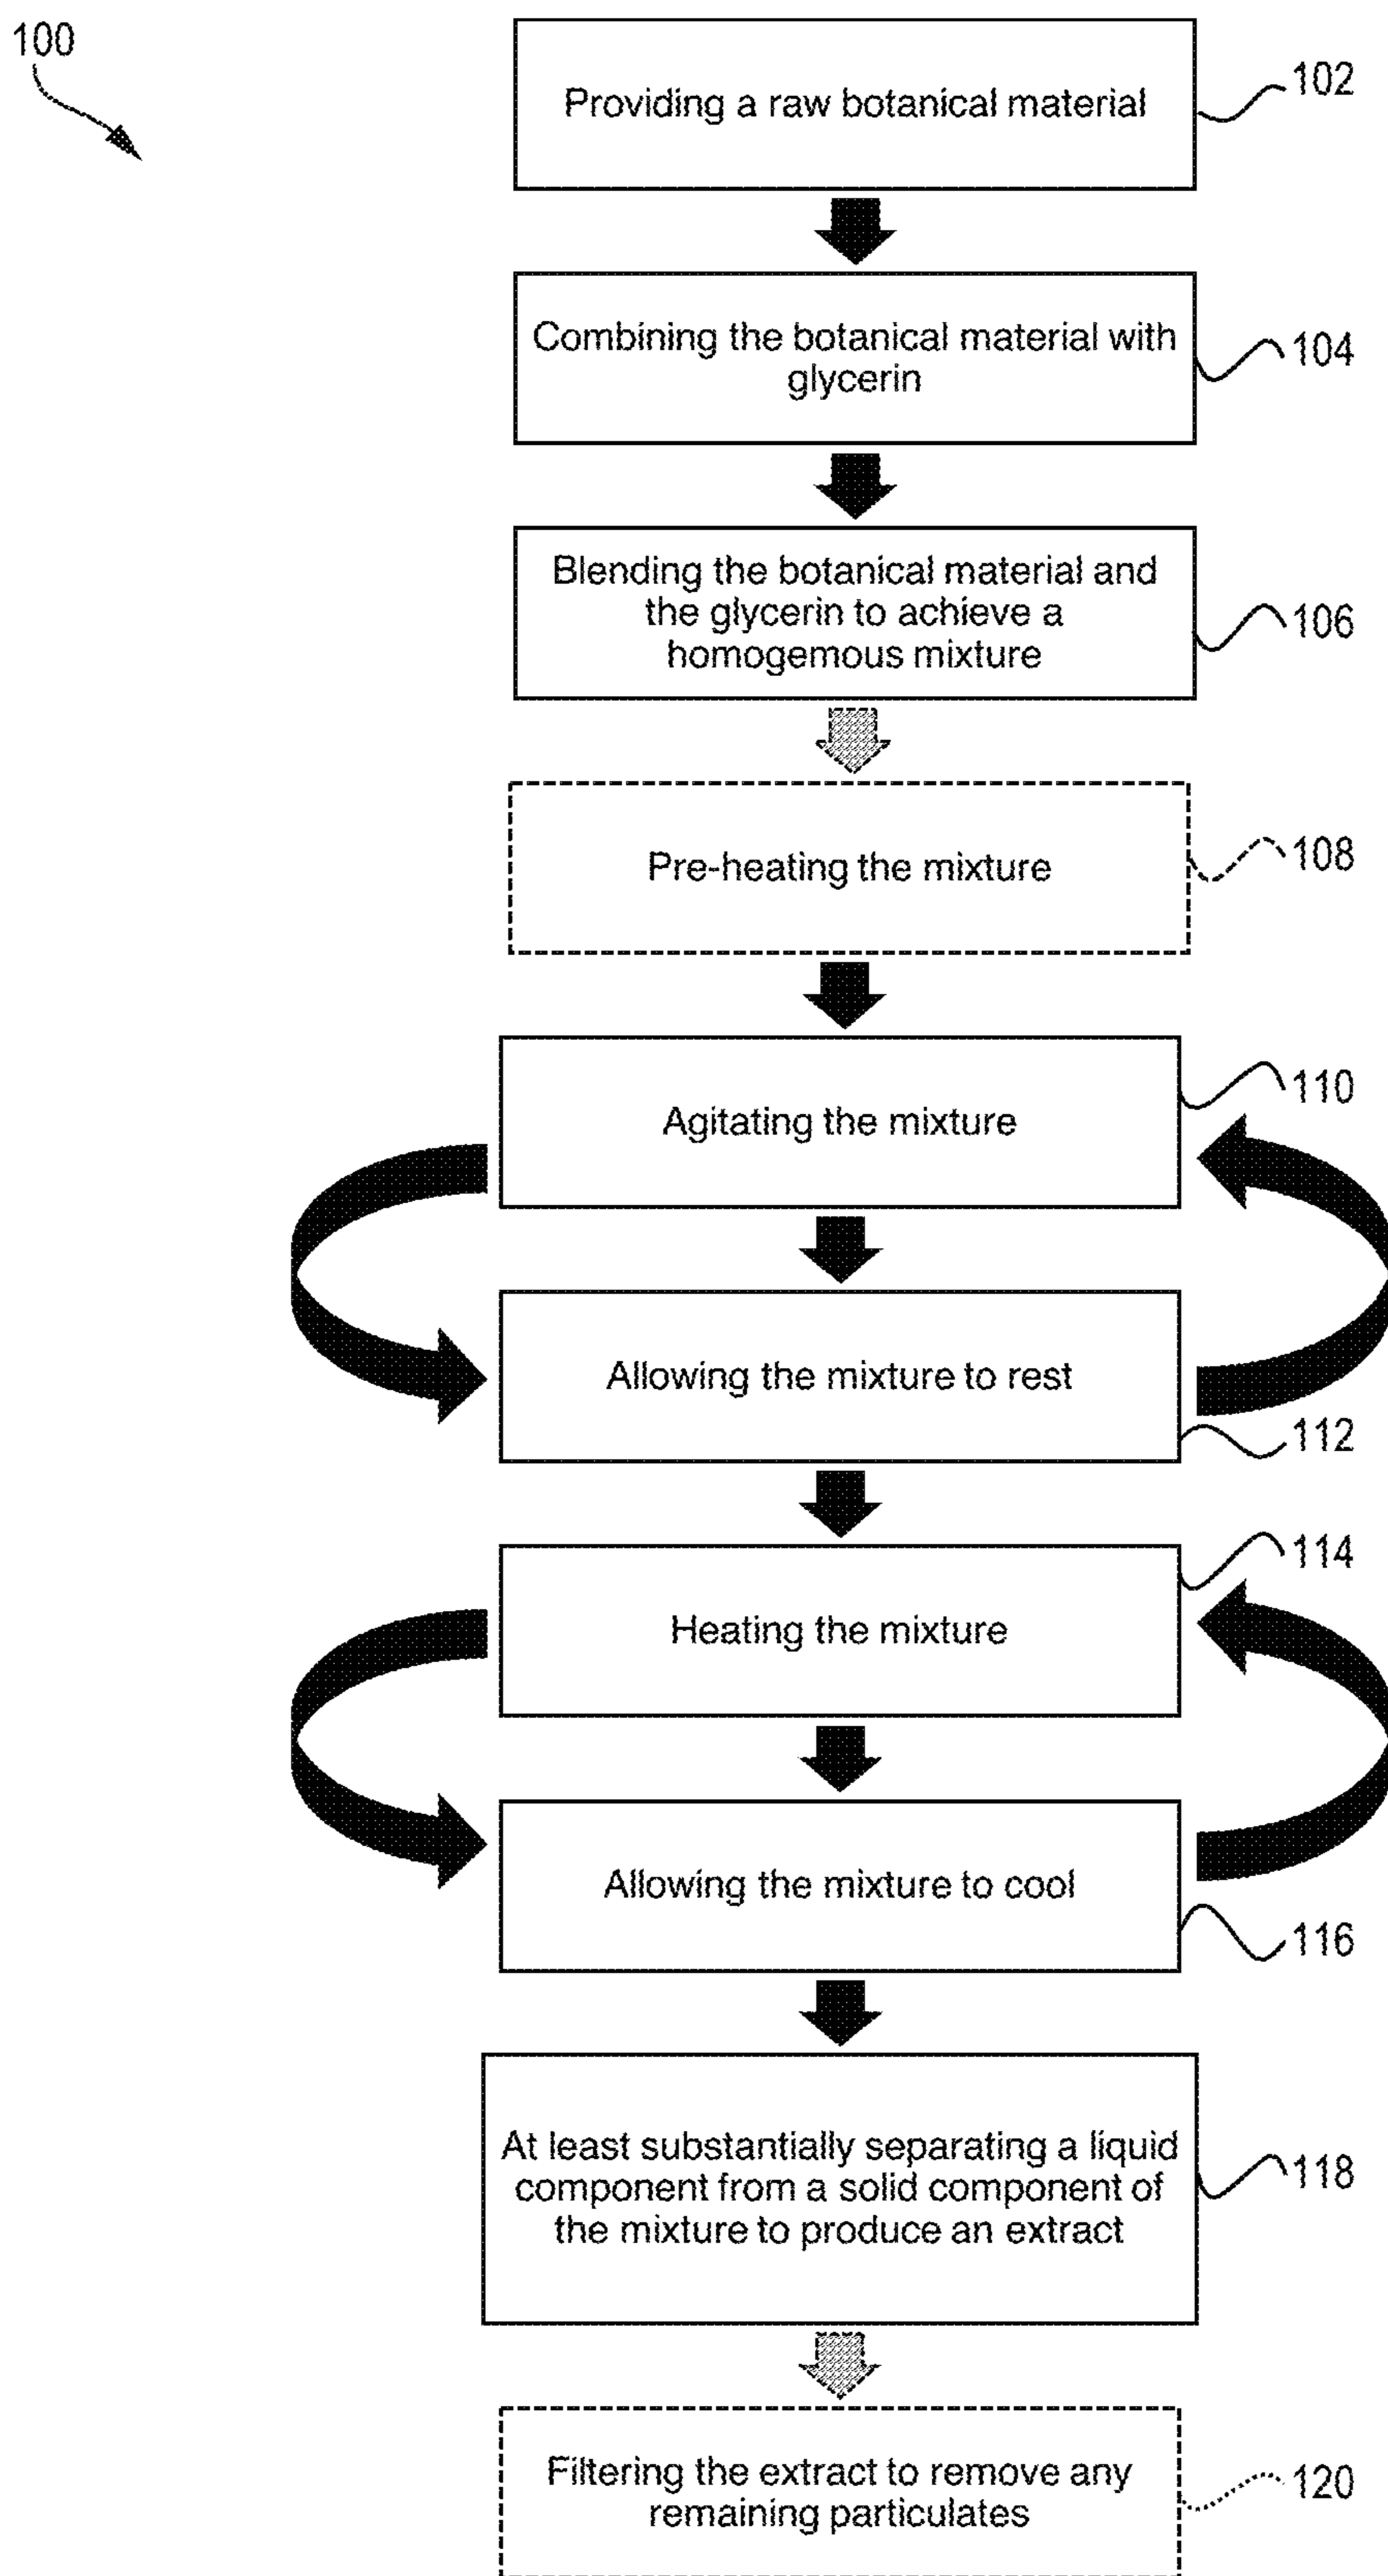 100
Providing a raw botanical material
102
Combining the botanical material with
glycerin
104
Blending the botanical material and
the glycerin to achieve a
homogemous mixture
106
Pre-heating the mixture
108
Agitating the mixture
110
Allowing the mixture to rest
112
Heating the mixture
114
Allowing the mixture to cool
116
At least substantially separating a liquid
component from a solid component of
the mixture to produce an extract
118
Filtering the extract to remove any
remaining particulates
120